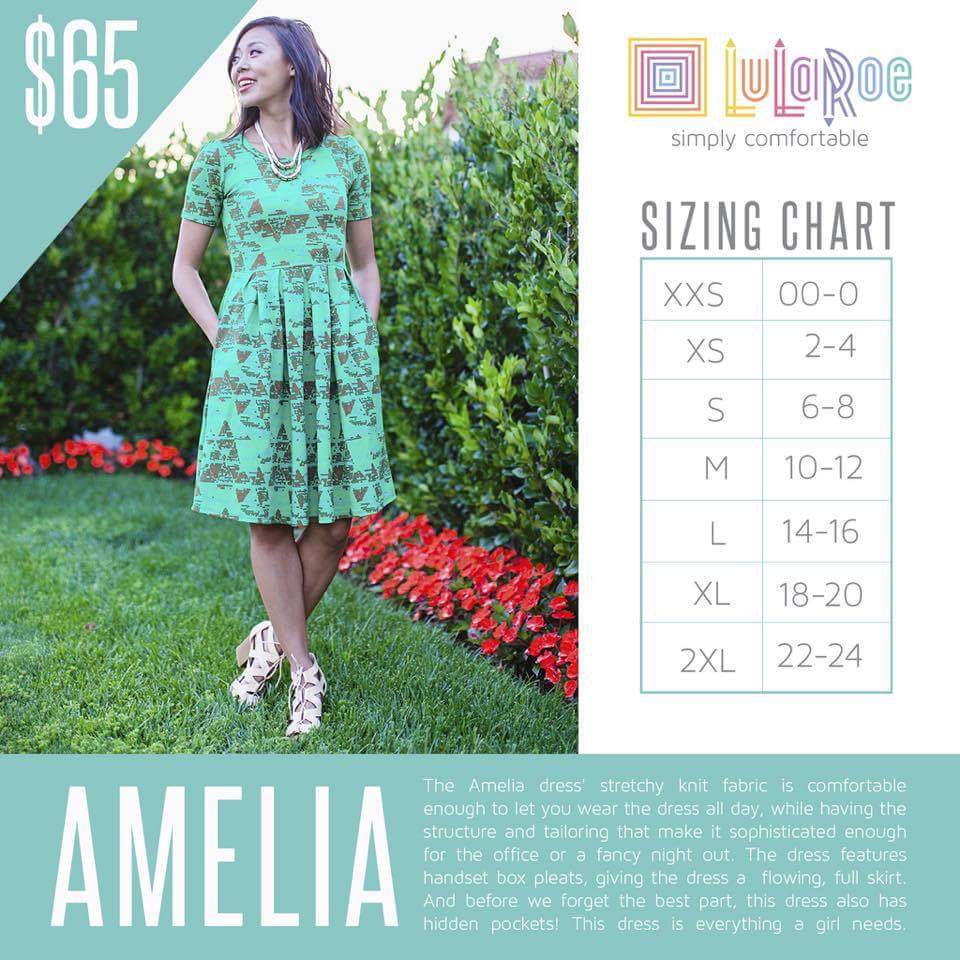 $65
LuLaRoe
simply comfortable
SIZING CHART
XXS 00-0
XS 2-4
S 6-8
M 10-12
L 14-16
XL 18-20
2XL 22-24
AMELIA
The Amelia dress' stretchy knit fabric is comfortable
enough to let you wear the dress all day, while having the
structure and tailoring that make it sophisticated enough
for the office or a fancy night out. The dress features
handset box pleats, giving the dress a flowing, full skirt.
And before we forget the best part, this dress also has
hidden pockets! This dress is everything a girl needs.